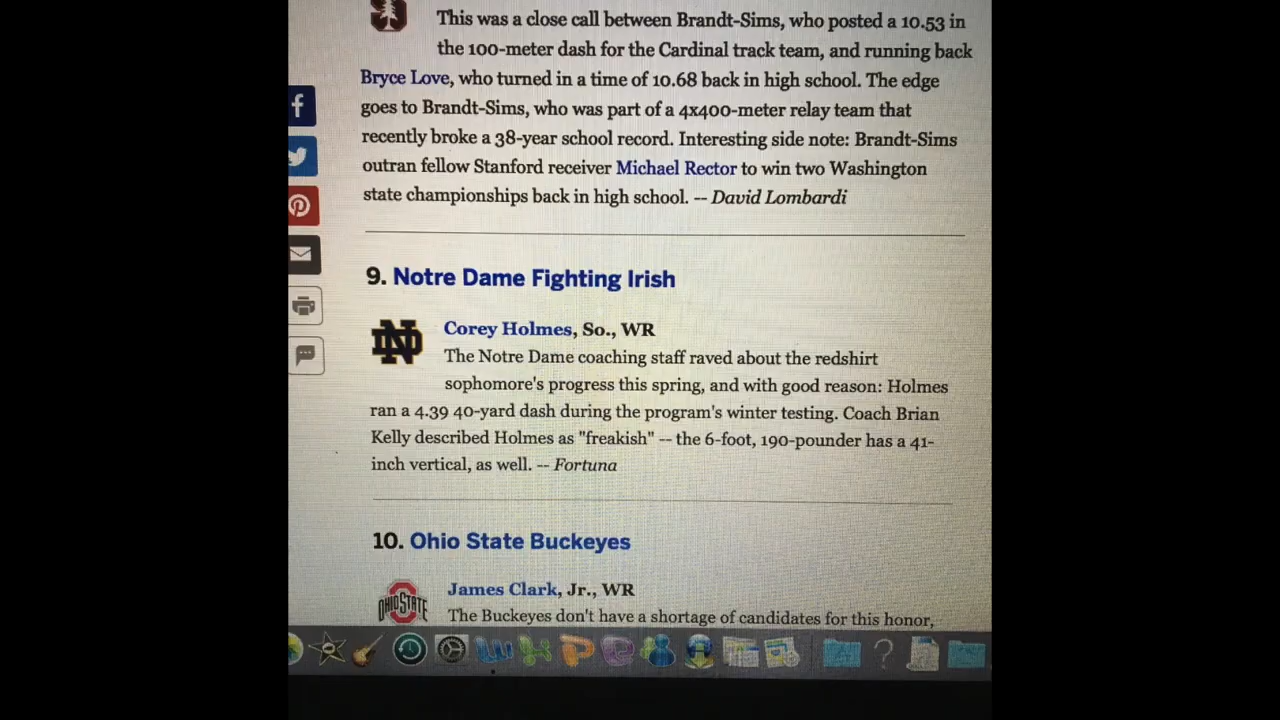 This was a close call between Brandt-Sims, who posted a 10.53 in
the 100-meter dash for the Cardinal track team, and running back
Bryce Love, who turned in a time of 10.68 back in high school. The edge
goes to Brandt-Sims, who was part of a 4x400-meter relay team that
recently broke a 38-year school record. Interesting side note: Brandt-Sims
outran fellow Stanford receiver Michael Rector to win two Washington
state championships back in high school. -- David Lombardi
9. Notre Dame Fighting Irish
Corey Holmes, So., WR
The Notre Dame coaching staff raved about the redshirt
sophomore's progress this spring, and with good reason: Holmes
ran a 4.39 40-yard dash during the program's winter testing. Coach Brian
Kelly described Holmes as "freakish" -- the 6-foot, 190-pounder has a 41-
inch vertical, as well. -- Fortuna
10. Ohio State Buckeyes
James Clark, Jr., WR
OHIO STATE
The Buckeyes don't have a shortage of candidates for this honor,